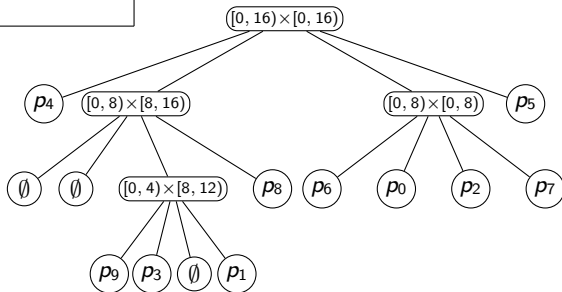 [0, 16)×[0, 16)
p4 [0, 8)×[8, 16) [0, 8)×[0, 8) p5
∅ ∅ [0, 4)×[8, 12) p8 p6 p0 p2 p7
p9 p3 ∅ p1